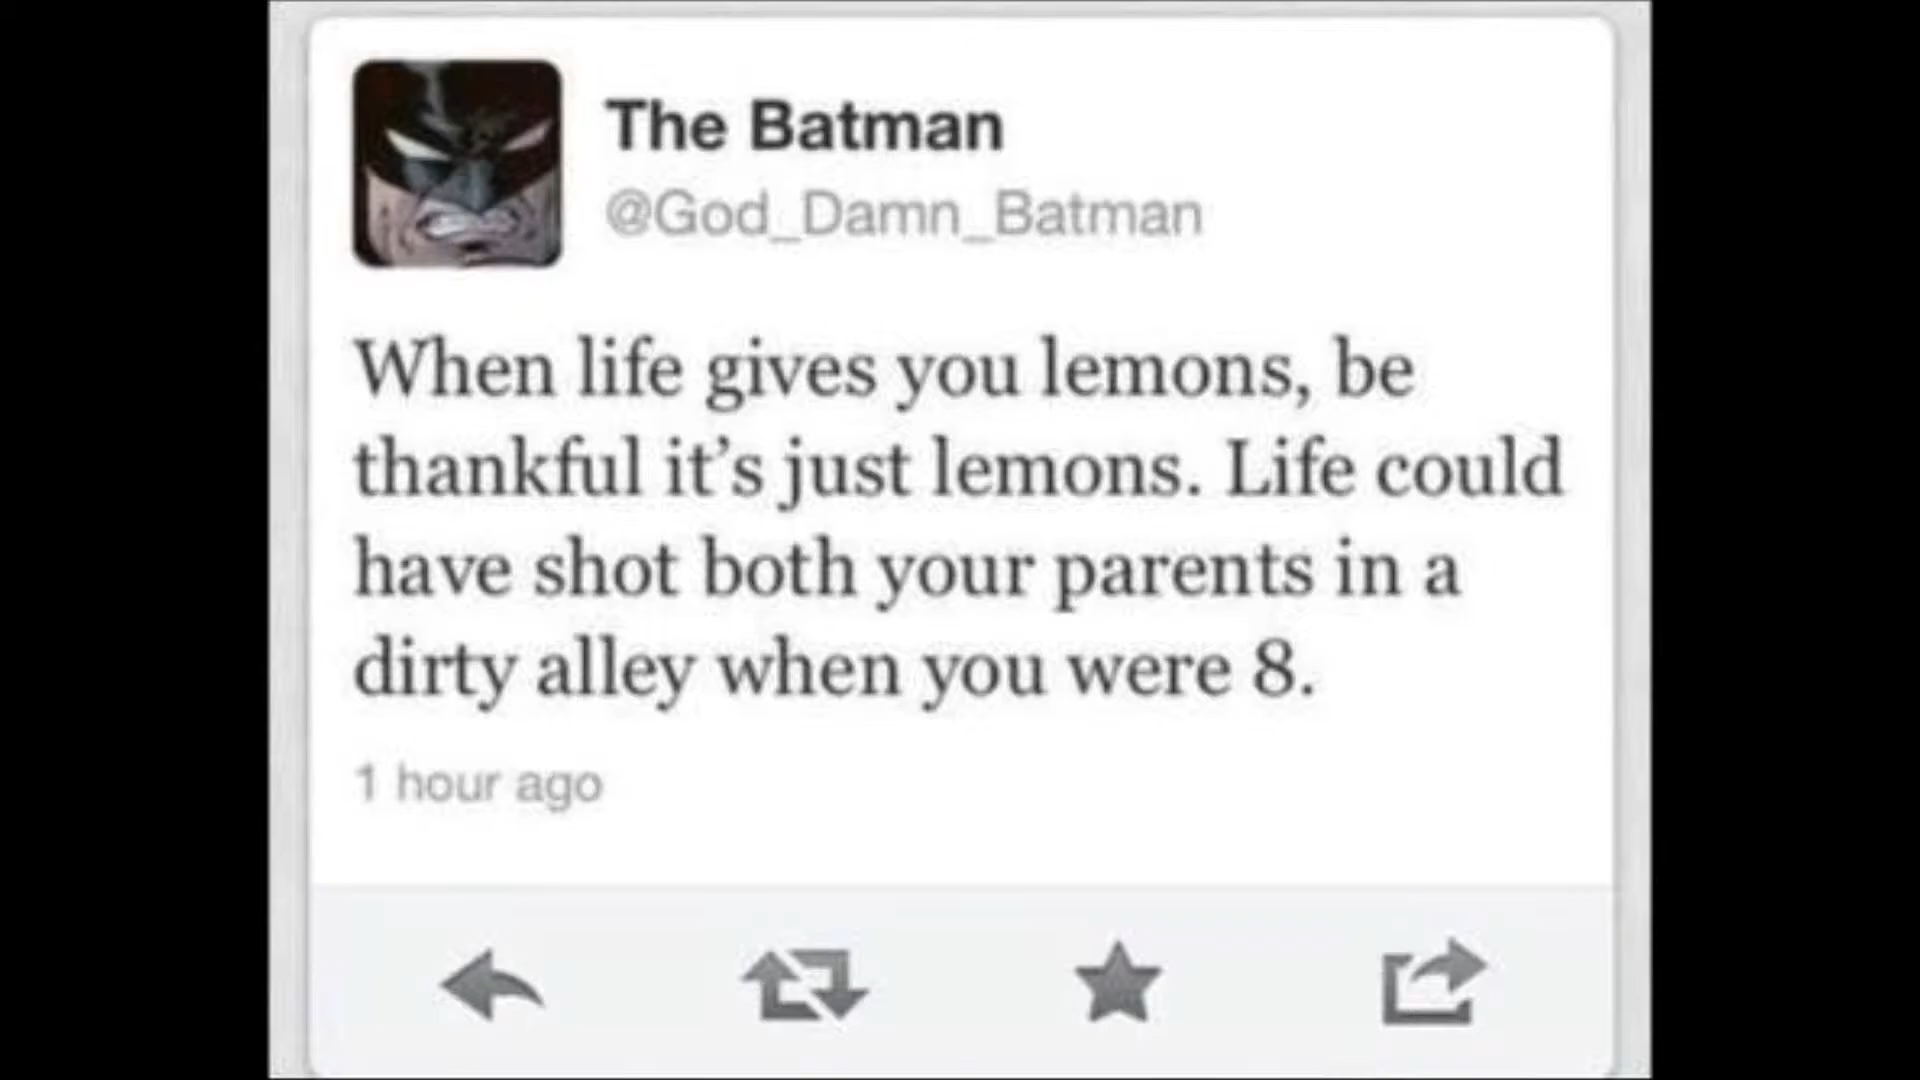 The Batman
@God_Damn_Batman
When life gives you lemons, be
thankful it's just lemons. Life could
have shot both your parents in a
dirty alley when you were 8.
1 hour ago